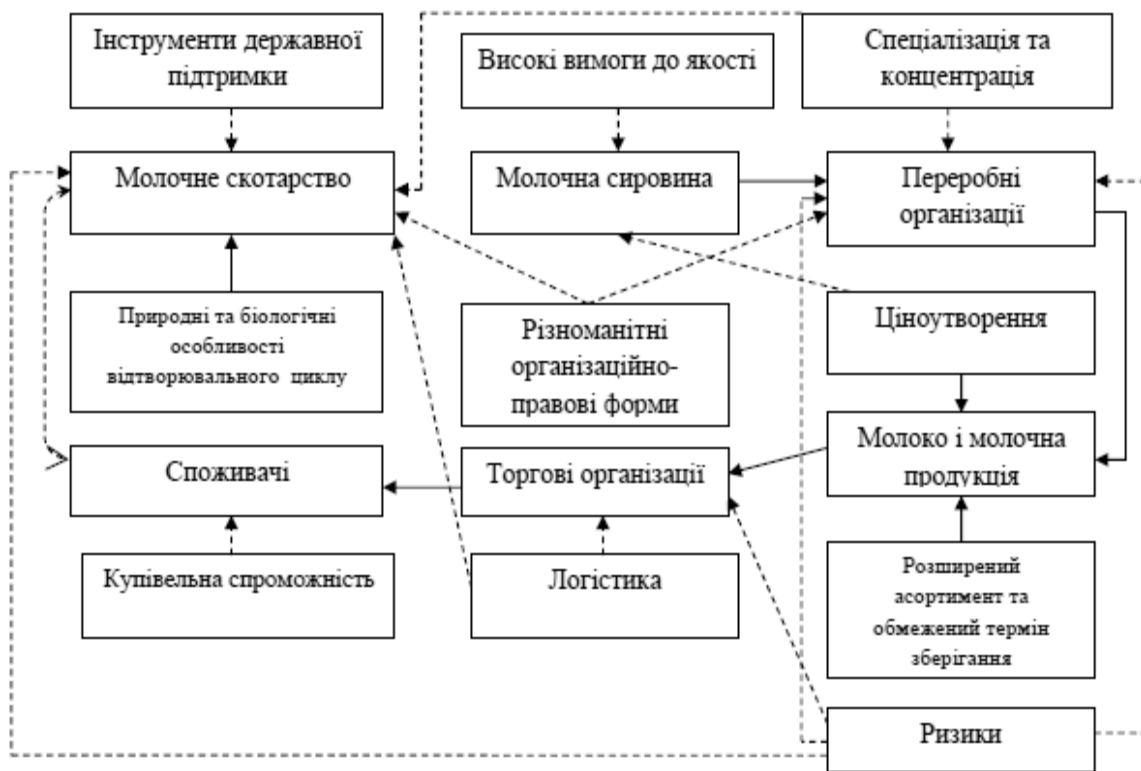 Інструменти державної
підтримки
Високі вимоги до якості
Спеціалізація та
концентрація
Молочне скотарство
Молочна сировина
Переробні
організації
Природні та біологічні
особливості
відтворювального циклу
Різноманітні
організаційно-
правові форми
Ціноутворення
Споживачі
Торгові організації
Молоко і молочна
продукція
Купівельна спроможність
Логістика
Розширений
асортимент та
обмежений термін
зберігання
Ризики